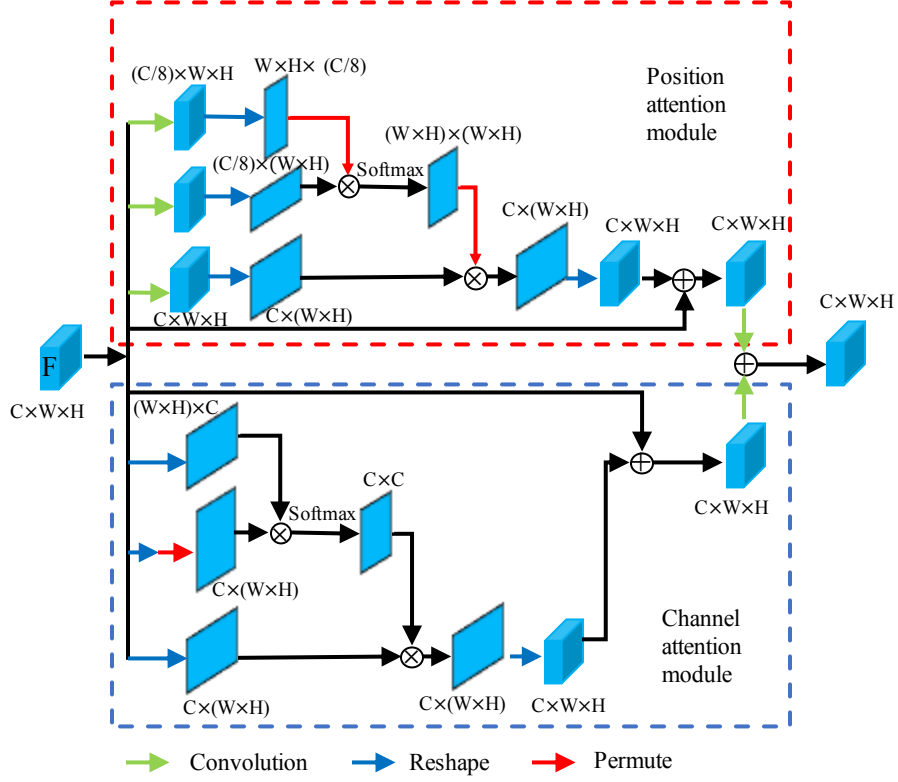 W×H× (C/8)
(C/8)×W×H
Position
attention
module
(W×H)×(W×H)
(C/8)×(W×H)
Softmax
C×(W×H)
C×W×H
C×W×H
C×W×H
C×(W×H)
C×W×H
F
C×W×H
(W×H)×C
C×C
Softmax
C×W×H
C×(W×H)
Channel
attention
module
C×(W×H)
C×(W×H)
C×W×H
Convolution
Reshape
Permute